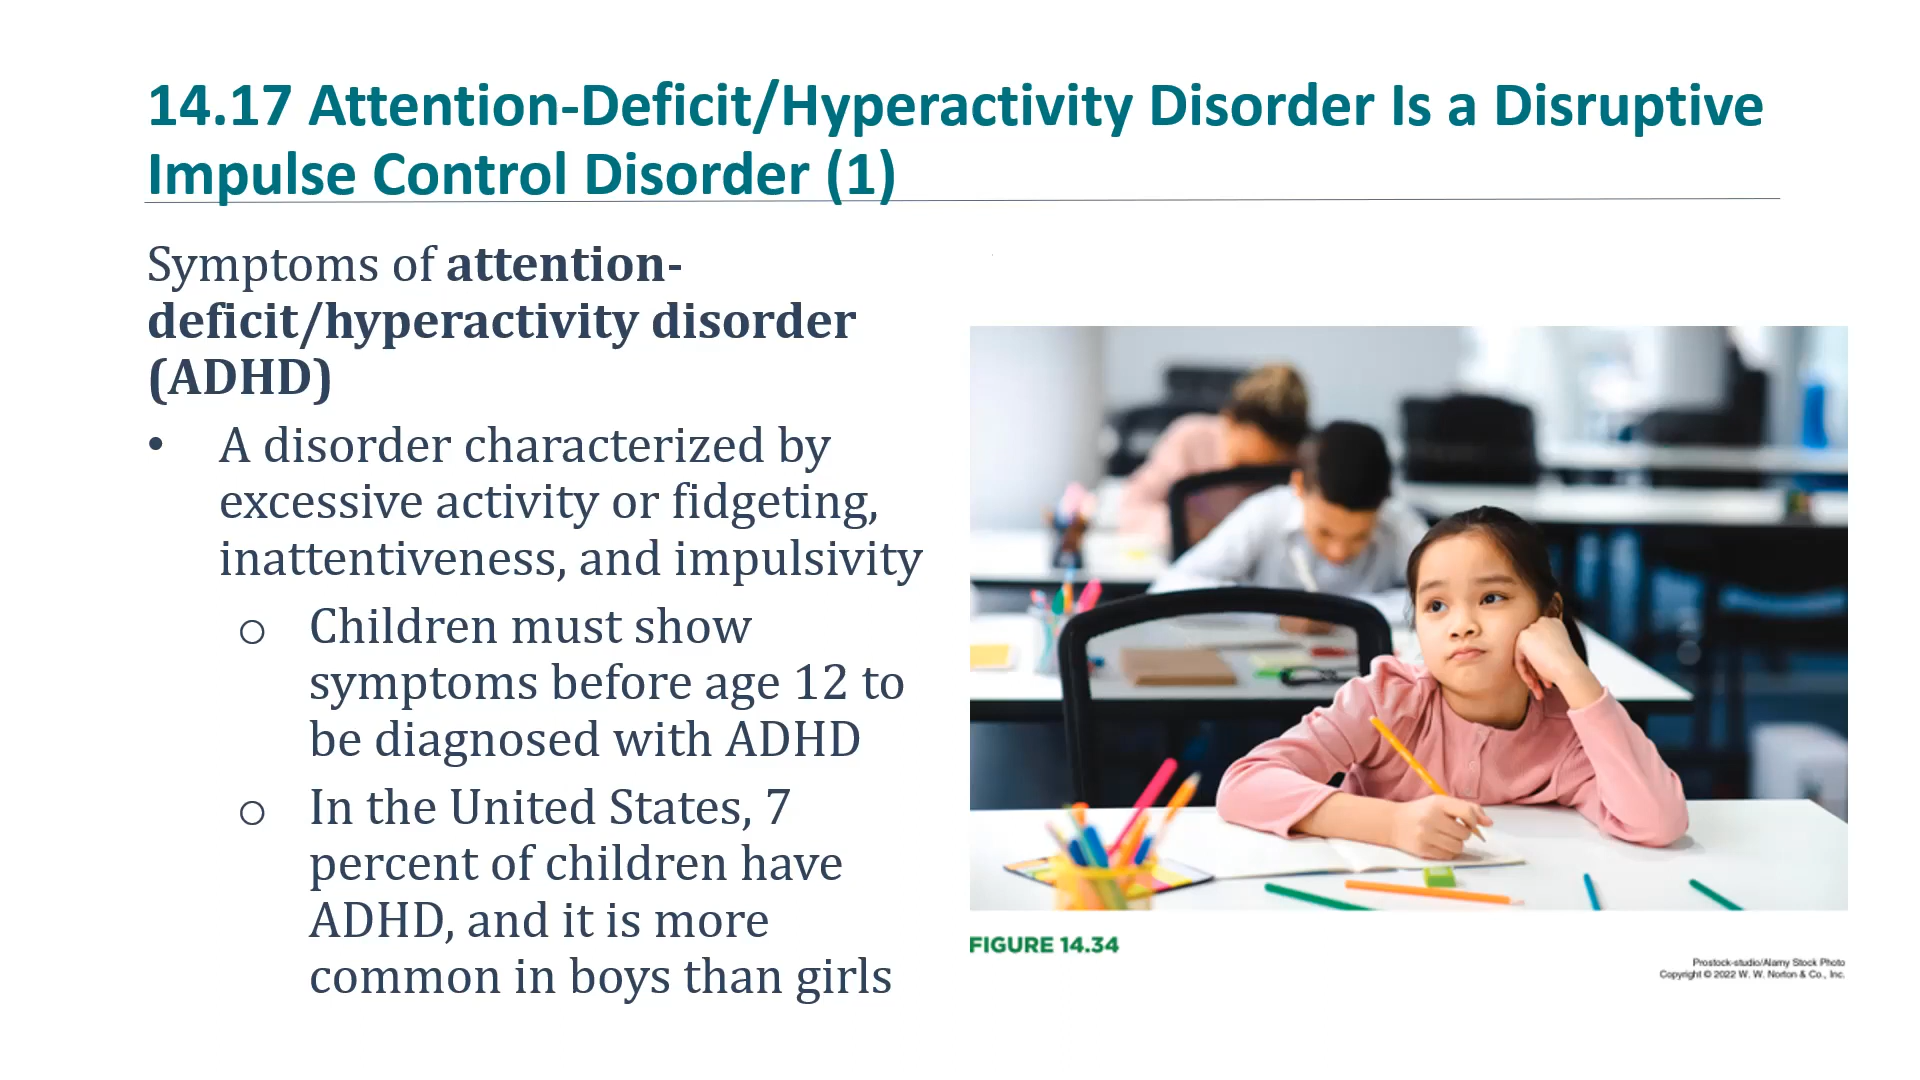 14.17 Attention-Deficit/Hyperactivity Disorder Is a Disruptive
Impulse Control Disorder (1)
Symptoms of attention-
deficit/hyperactivity disorder
(ADHD)
• A disorder characterized by
excessive activity or fidgeting,
inattentiveness, and impulsivity
o Children must show
symptoms before age 12 to
be diagnosed with ADHD
o In the United States, 7
percent of children have
ADHD, and it is more
common in boys than girls
FIGURE 14.34
Prostock-studio/Alamy Stock Photo
Copyright © 2022 W. W. Norton & Co., Inc.